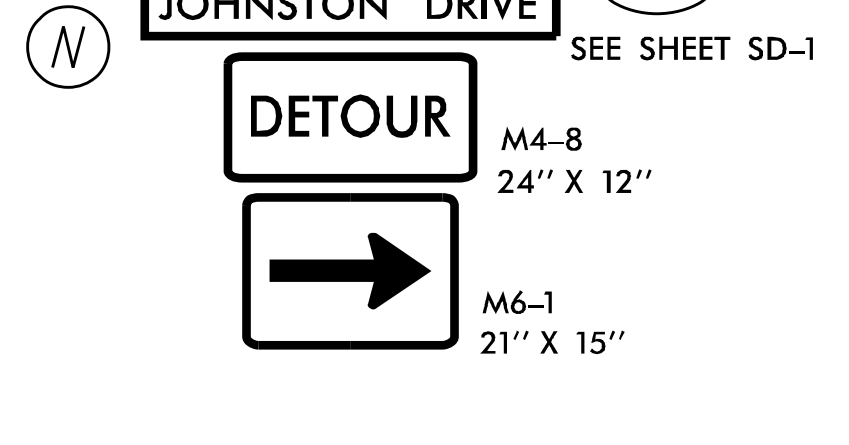 JOHNSTON DRIVE
N
SEE SHEET SD-1
DETOUR
M4-8
24'' X 12''
M6-1
21'' X 15''